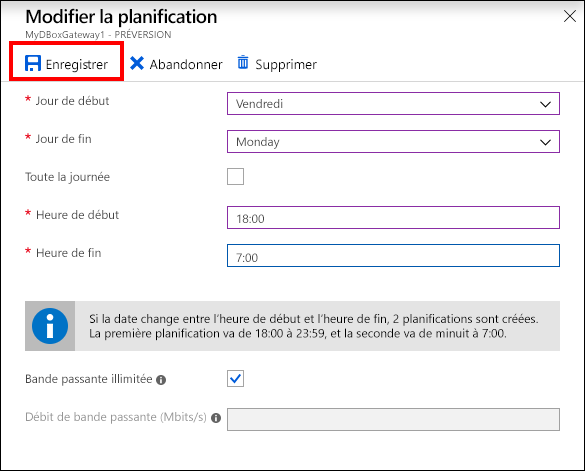 Modifier la planification
MyDBoxGateway1 - PRÉVERSION
Enregistrer Abandonner Supprimer
* Jour de début Vendredi
* Jour de fin Monday
Toute la journée
* Heure de début 18:00
* Heure de fin 7:00
Si la date change entre l'heure de début et l'heure de fin, 2 planifications sont créées.
La première planification va de 18:00 à 23:59, et la seconde va de minuit à 7:00.
Bande passante illimitée
Débit de bande passante (Mbits/s)